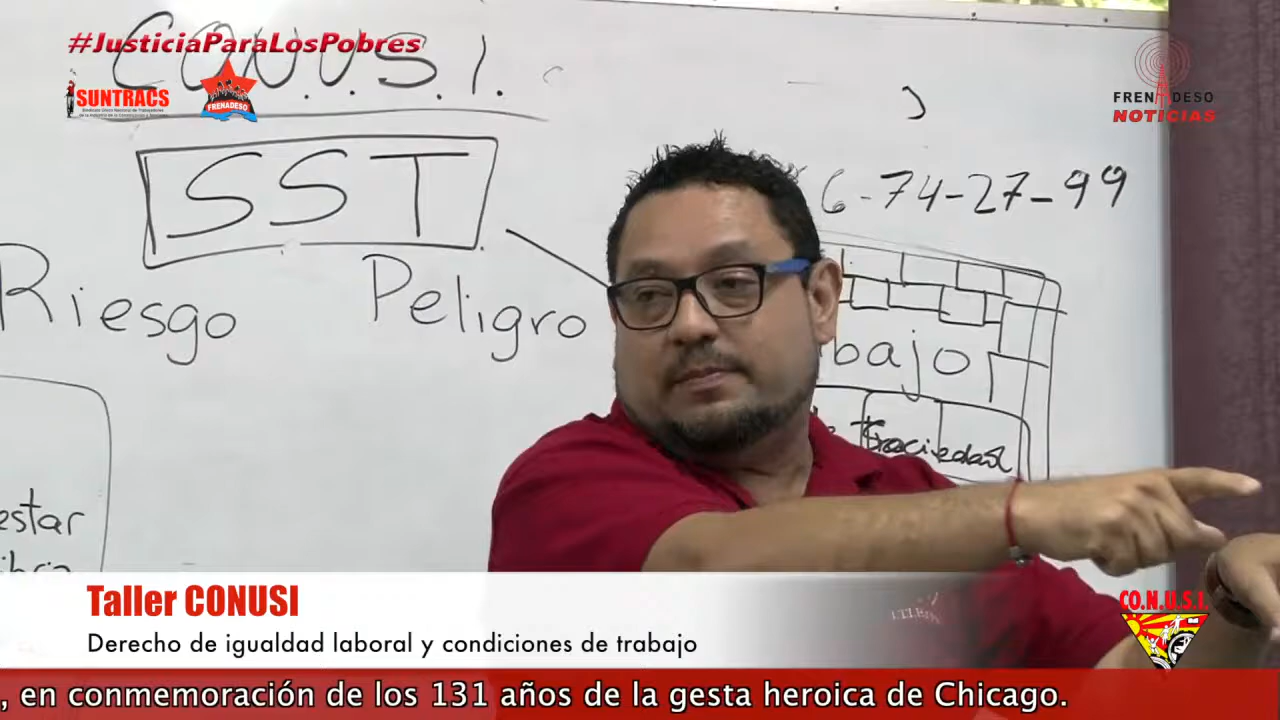 #JusticiaParaLosPobres
C.O.N.U.S.I.
SUNTRACS
FRENADESO
FRENADESO
NOTICIAS
SST
6-74-27-99
Riesgo
Peligro
bajo
estar
Taller CONUSI
Derecho de igualdad laboral y condiciones de trabajo
CO.N.U.S.I.
, en conmemoración de los 131 años de la gesta heroica de Chicago.